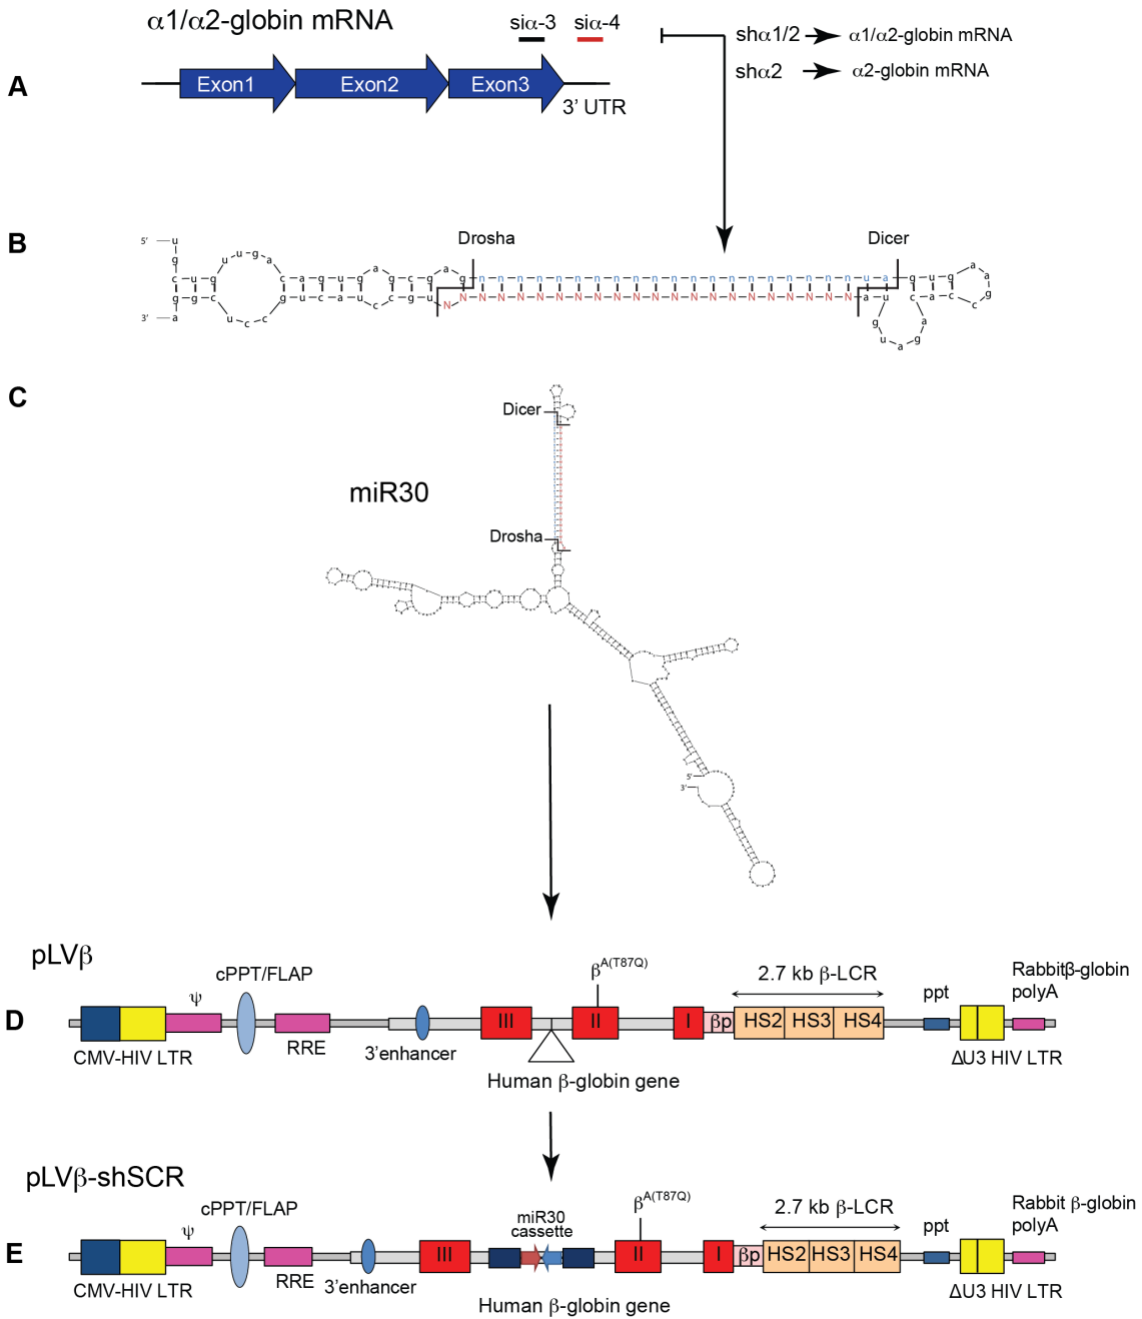 α1/α2-globin mRNA
siα-3
siα-4
shα1/2
α1/α2-globin mRNA
shα2
α2-globin mRNA
A
Exon1
Exon2
Exon3
3' UTR
B
5'
3'
Drosha
Dicer
C
Dicer
miR30
Drosha
5'
3'
pLVβ
cPPT/FLAP
ψ
β^A(T87Q)
2.7 kb β-LCR
ppt
Rabbitβ-globin
polyA
D
III
II
I
βp
HS2
HS3
HS4
CMV-HIV LTR
RRE
3'enhancer
ΔU3 HIV LTR
Human β-globin gene
pLVβ-shSCR
cPPT/FLAP
ψ
miR30
cassette
β^A(T87Q)
2.7 kb β-LCR
ppt
Rabbit β-globin
polyA
E
III
II
I
βp
HS2
HS3
HS4
CMV-HIV LTR
RRE
3'enhancer
ΔU3 HIV LTR
Human β-globin gene